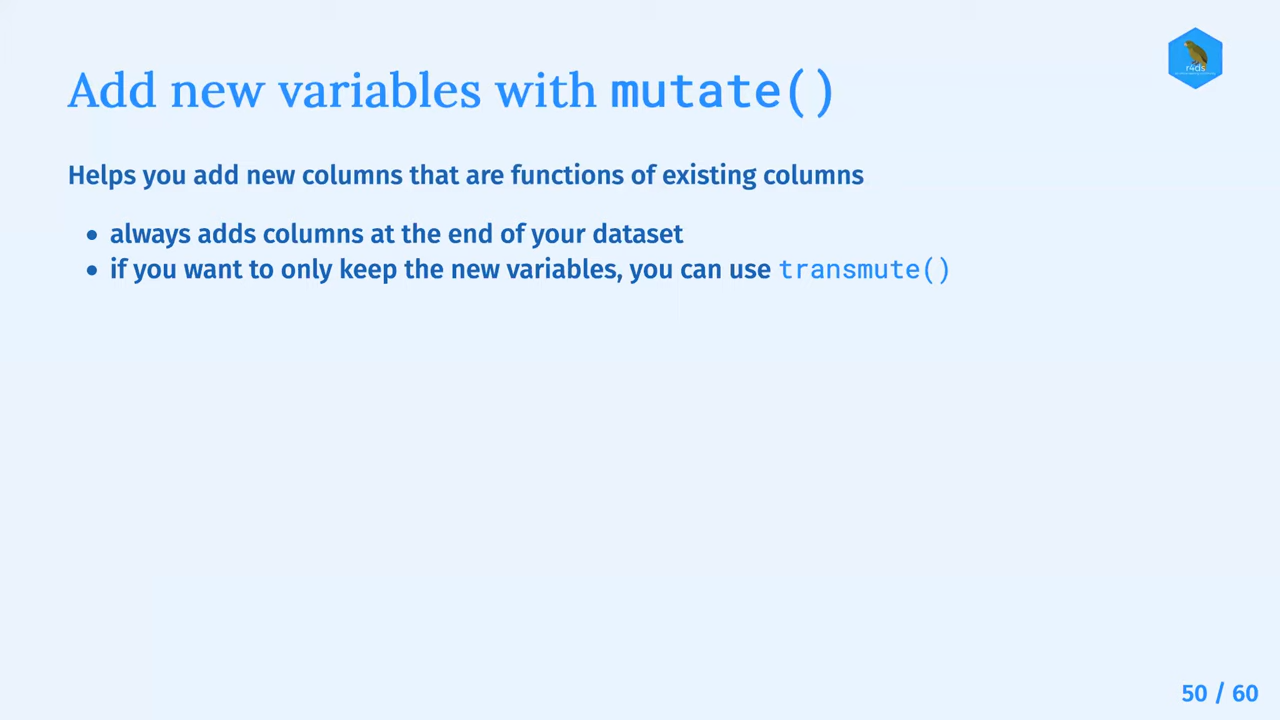 r4ds
Add new variables with mutate()
Helps you add new columns that are functions of existing columns
always adds columns at the end of your dataset
if you want to only keep the new variables, you can use transmute()
50 / 60